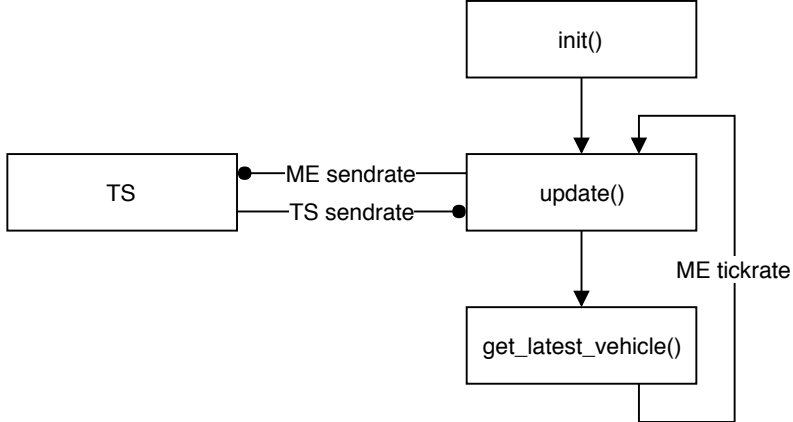 init()
ME sendrate
TS
update()
TS sendrate
ME tickrate
get_latest_vehicle()